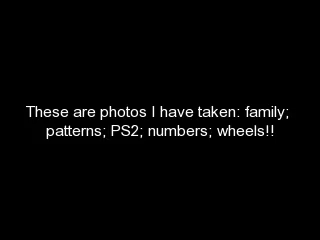 These are photos I have taken: family;
patterns; PS2; numbers; wheels!!